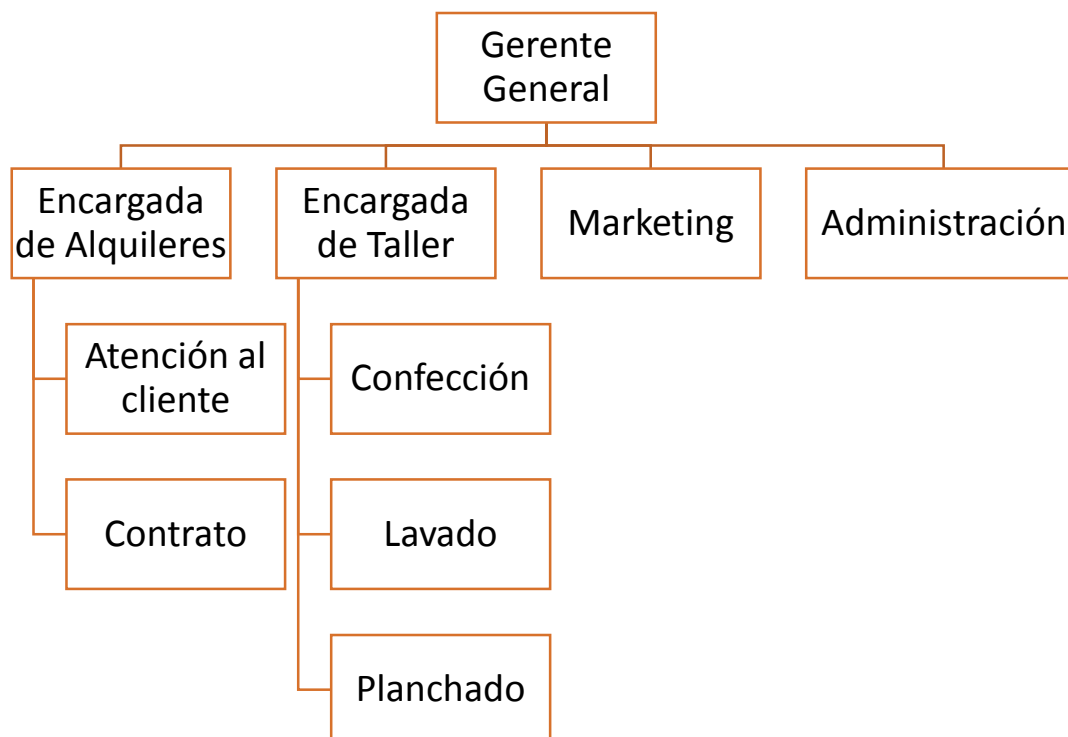 Gerente
General
Encargada
de Alquileres
Encargada
de Taller
Marketing
Administración
Atención al
cliente
Contrato
Confección
Lavado
Planchado